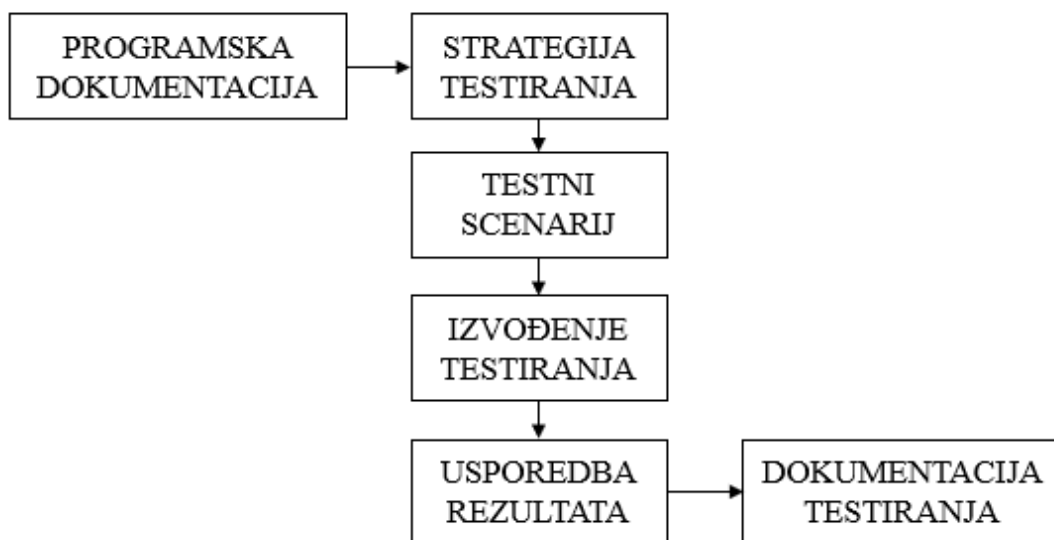 PROGRAMSKA
DOKUMENTACIJA
STRATEGIJA
TESTIRANJA
TESTNI
SCENARIJ
IZVOĐENJE
TESTIRANJA
USPOREDBA
REZULTATA
DOKUMENTACIJA
TESTIRANJA